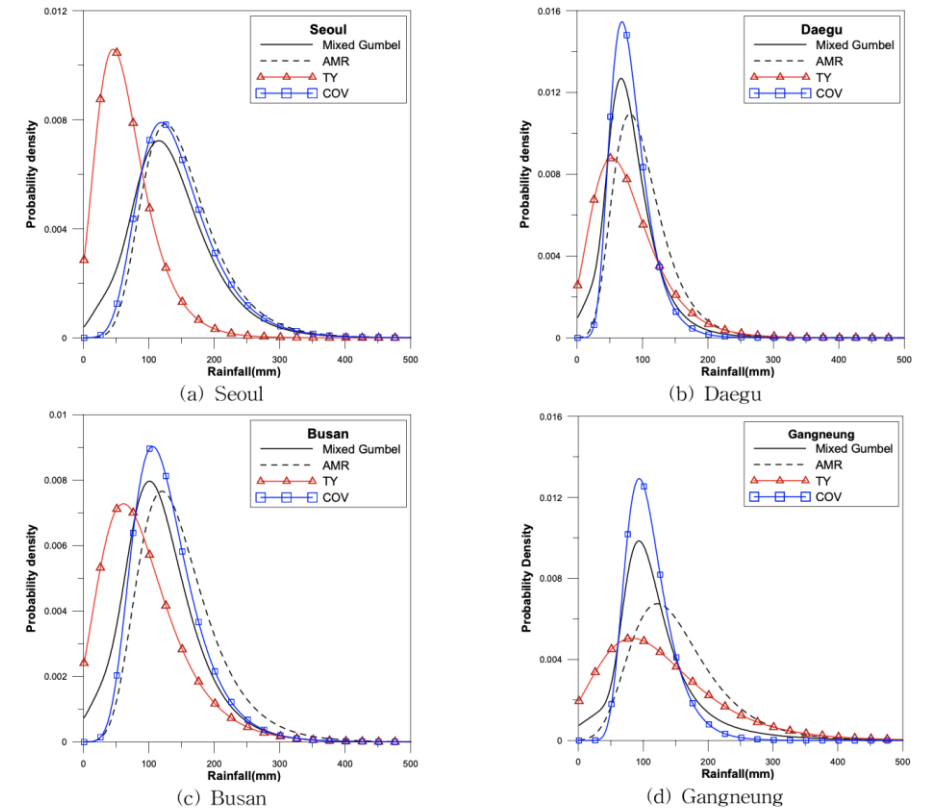 Seoul
Mixed Gumbel
AMR
TY
COV
0.012
0.008
0.004
0
Probability density
0 100 200 300 400 500
Rainfall(mm)
(a) Seoul
Daegu
Mixed Gumbel
AMR
TY
COV
0.016
0.012
0.008
0.004
0
Probability density
0 100 200 300 400 500
Rainfall(mm)
(b) Daegu
Busan
Mixed Gumbel
AMR
TY
COV
0.01
0.008
0.006
0.004
0.002
0
Probability density
0 100 200 300 400 500
Rainfall(mm)
(c) Busan
Gangneung
Mixed Gumbel
AMR
TY
COV
0.016
0.012
0.008
0.004
0
Probability Density
0 100 200 300 400 500
Rainfall(mm)
(d) Gangneung